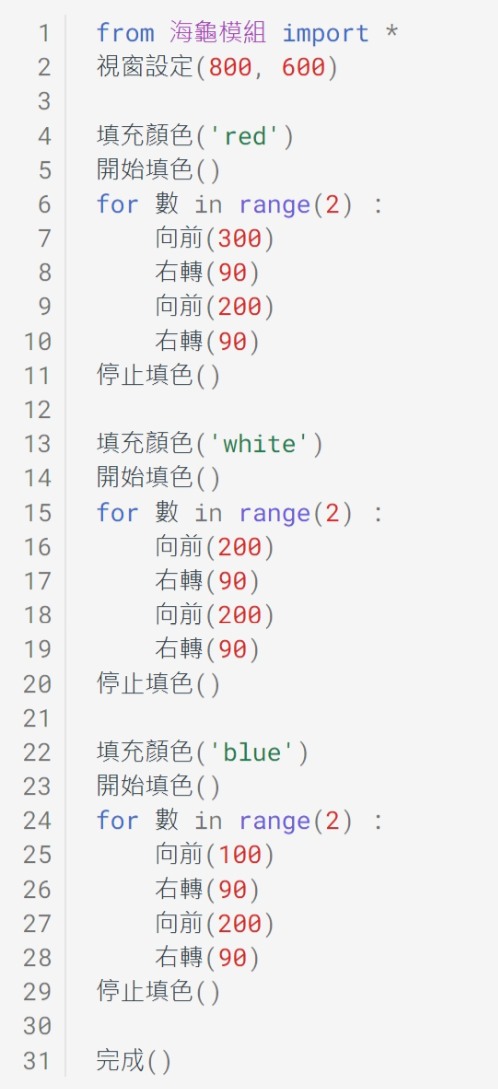 1 from 海龜模組 import *
2 視窗設定(800, 600)
3
4 填充顏色('red')
5 開始填色()
6 for 數 in range(2) :
7     向前(300)
8     右轉(90)
9     向前(200)
10     右轉(90)
11 停止填色()
12
13 填充顏色('white')
14 開始填色()
15 for 數 in range(2) :
16     向前(200)
17     右轉(90)
18     向前(200)
19     右轉(90)
20 停止填色()
21
22 填充顏色('blue')
23 開始填色()
24 for 數 in range(2) :
25     向前(100)
26     右轉(90)
27     向前(200)
28     右轉(90)
29 停止填色()
30
31 完成()